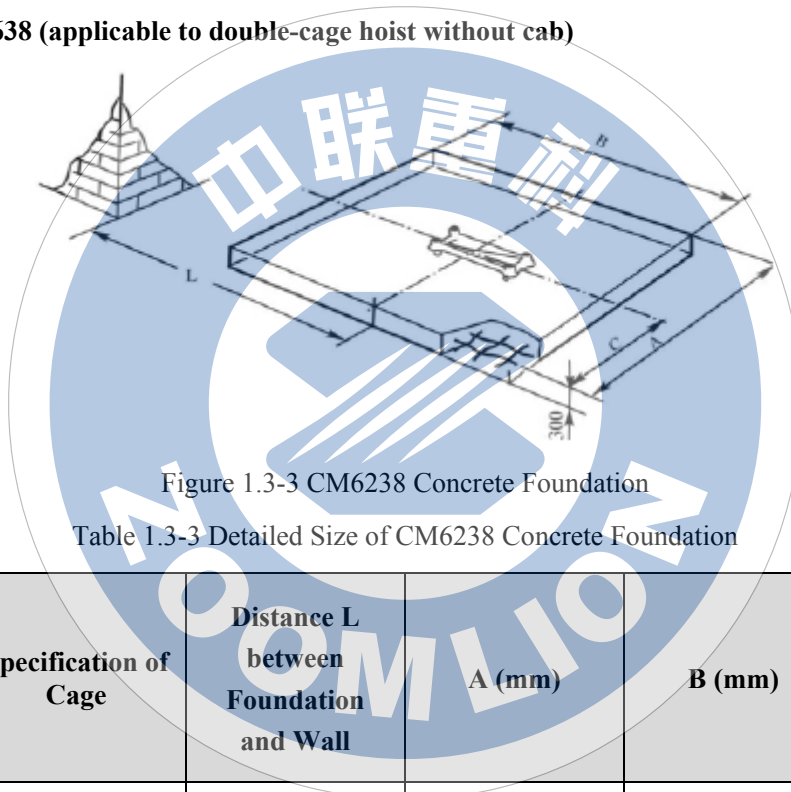 638 (applicable to double-cage hoist without cab)
中联重科
B
L
C
A
300
Figure 1.3-3 CM6238 Concrete Foundation
Table 1.3-3 Detailed Size of CM6238 Concrete Foundation
ZOOMLION
pecification of
Cage
Distance L
between
Foundation
and Wall
A (mm)
B (mm)